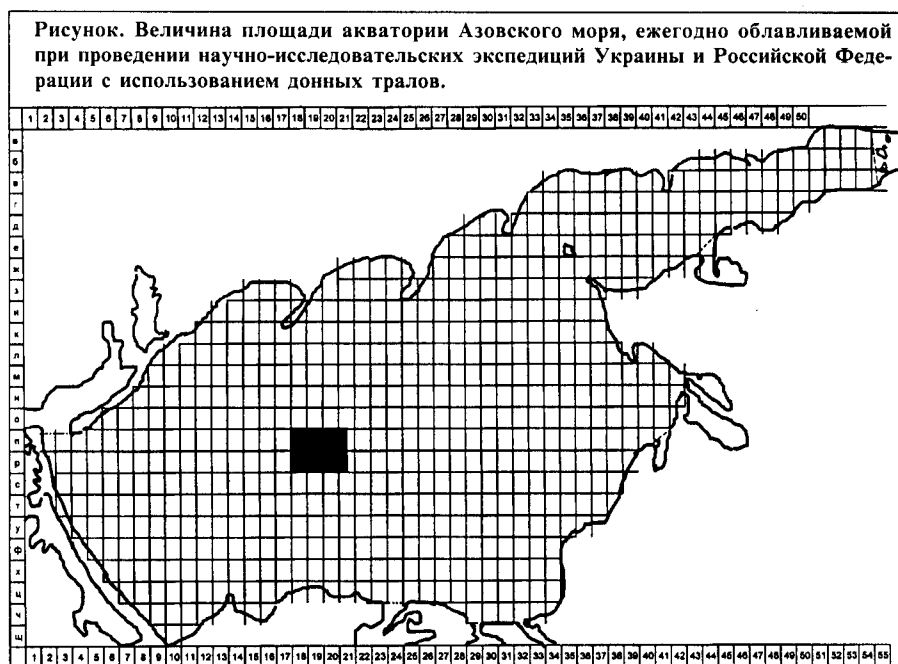 Рисунок. Величина площади акватории Азовского моря, ежегодно облавливаемой
при проведении научно-исследовательских экспедиций Украины и Российской Феде-
рации с использованием донных тралов.
1 2 3 4 5 6 7 8 9 10 11 12 13 14 15 16 17 18 19 20 21 22 23 24 25 26 27 28 29 30 31 32 33 34 35 36 37 38 39 40 41 42 43 44 45 46 47 48 49 50
а
б
в
г
д
е
ж
з
и
к
л
м
н
о
п
р
с
т
у
ф
х
ц
ч
щ
1 2 3 4 5 6 7 8 9 10 11 12 13 14 15 16 17 18 19 20 21 22 23 24 25 26 27 28 29 30 31 32 33 34 35 36 37 38 39 40 41 42 43 44 45 46 47 48 49 50 51 52 53 54 55